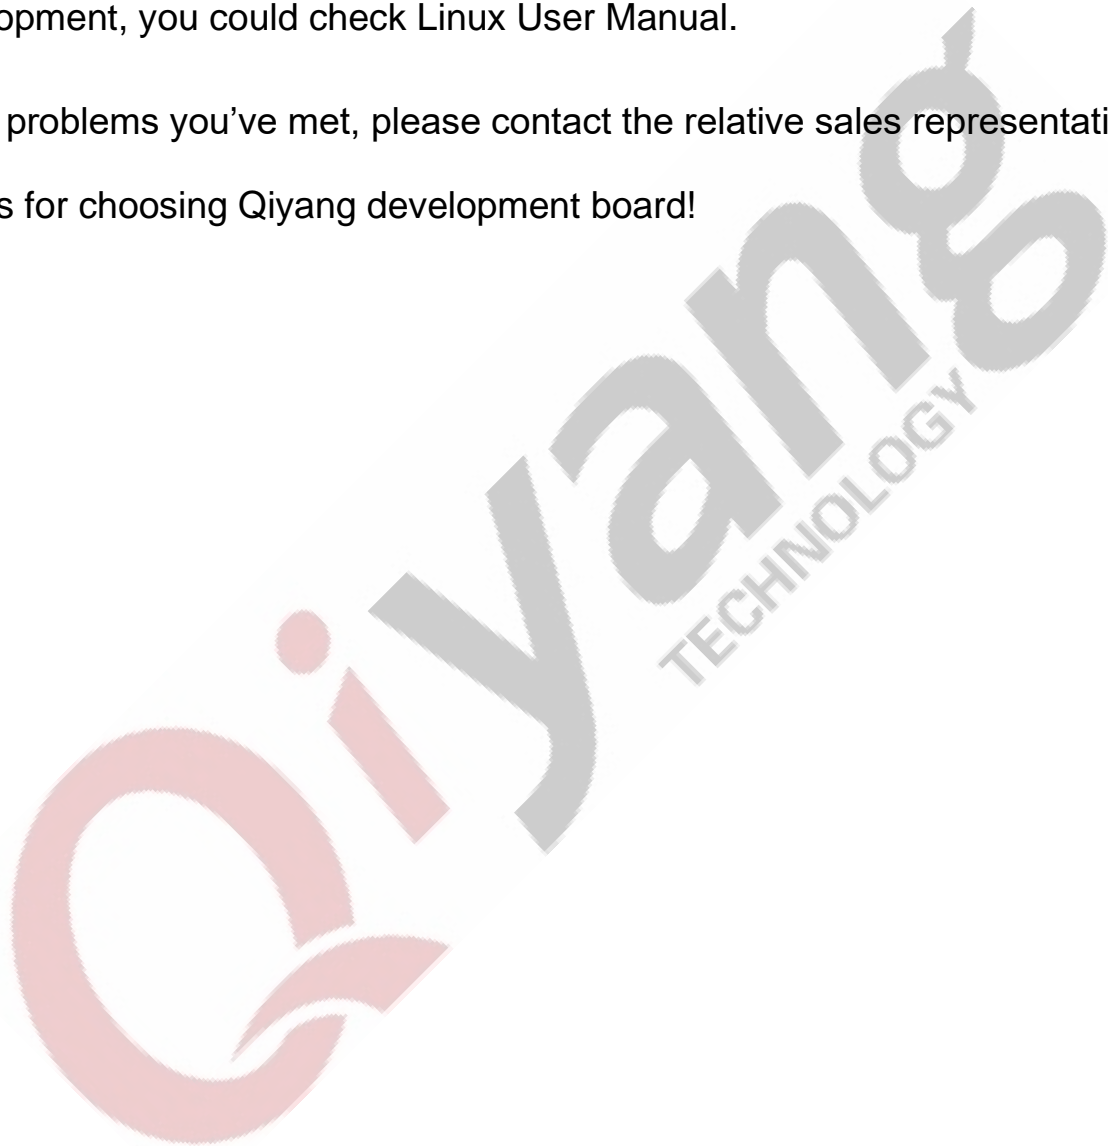 opment, you could check Linux User Manual.
problems you've met, please contact the relative sales representati
s for choosing Qiyang development board!
Qiyang
TECHNOLOGY